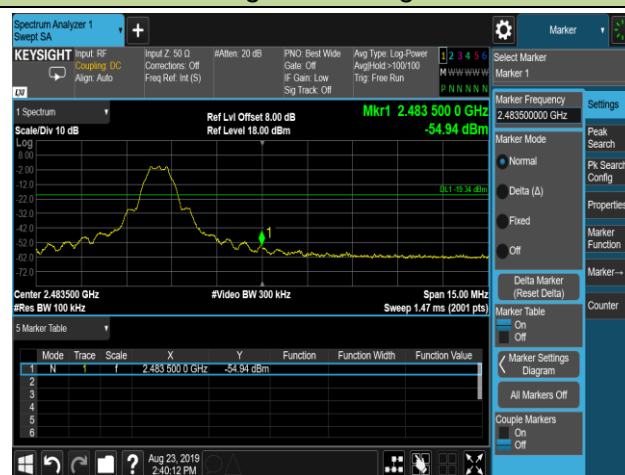 Spectrum Analyzer 1
Swept SA
+
Marker
KEYSIGHT
Input: RF
Coupling: DC
Align: Auto
Input Z: 50 Ω
Corrections: Off
Freq Ref: Int (S)
#Atten: 20 dB
PNO: Best Wide
Gate: Off
IF Gain: Low
Sig Track: Off
Avg Type: Log-Power
Avg|Hold:>100/100
Trig: Free Run
1 2 3 4 5 6
M W W W W W
P N N N N N
LXI
Select Marker
Marker 1
1 Spectrum
Scale/Div 10 dB
Log
Ref Lvl Offset 8.00 dB
Ref Level 18.00 dBm
Mkr1 2.483 500 0 GHz
-54.94 dBm
8.00
-2.00
-12.0
-22.0
-32.0
-42.0
-52.0
-62.0
-72.0
DL1 -19.34 dBm
1
Center 2.483500 GHz
#Res BW 100 kHz
#Video BW 300 kHz
Span 15.00 MHz
Sweep 1.47 ms (2001 pts)
5 Marker Table
Mode Trace Scale X Y Function Function Width Function Value
1 N 1 f 2.483 500 0 GHz -54.94 dBm
2
3
4
5
6
Marker Frequency
2.483500000 GHz
Marker Mode
Normal
Delta (Δ)
Fixed
Off
Delta Marker
(Reset Delta)
Marker Table
On
Off
Marker Settings
Diagram
All Markers Off
Couple Markers
On
Off
Settings
Peak
Search
Pk Search
Config
Properties
Marker
Function
Marker→
Counter
?
Aug 23, 2019
2:40:12 PM